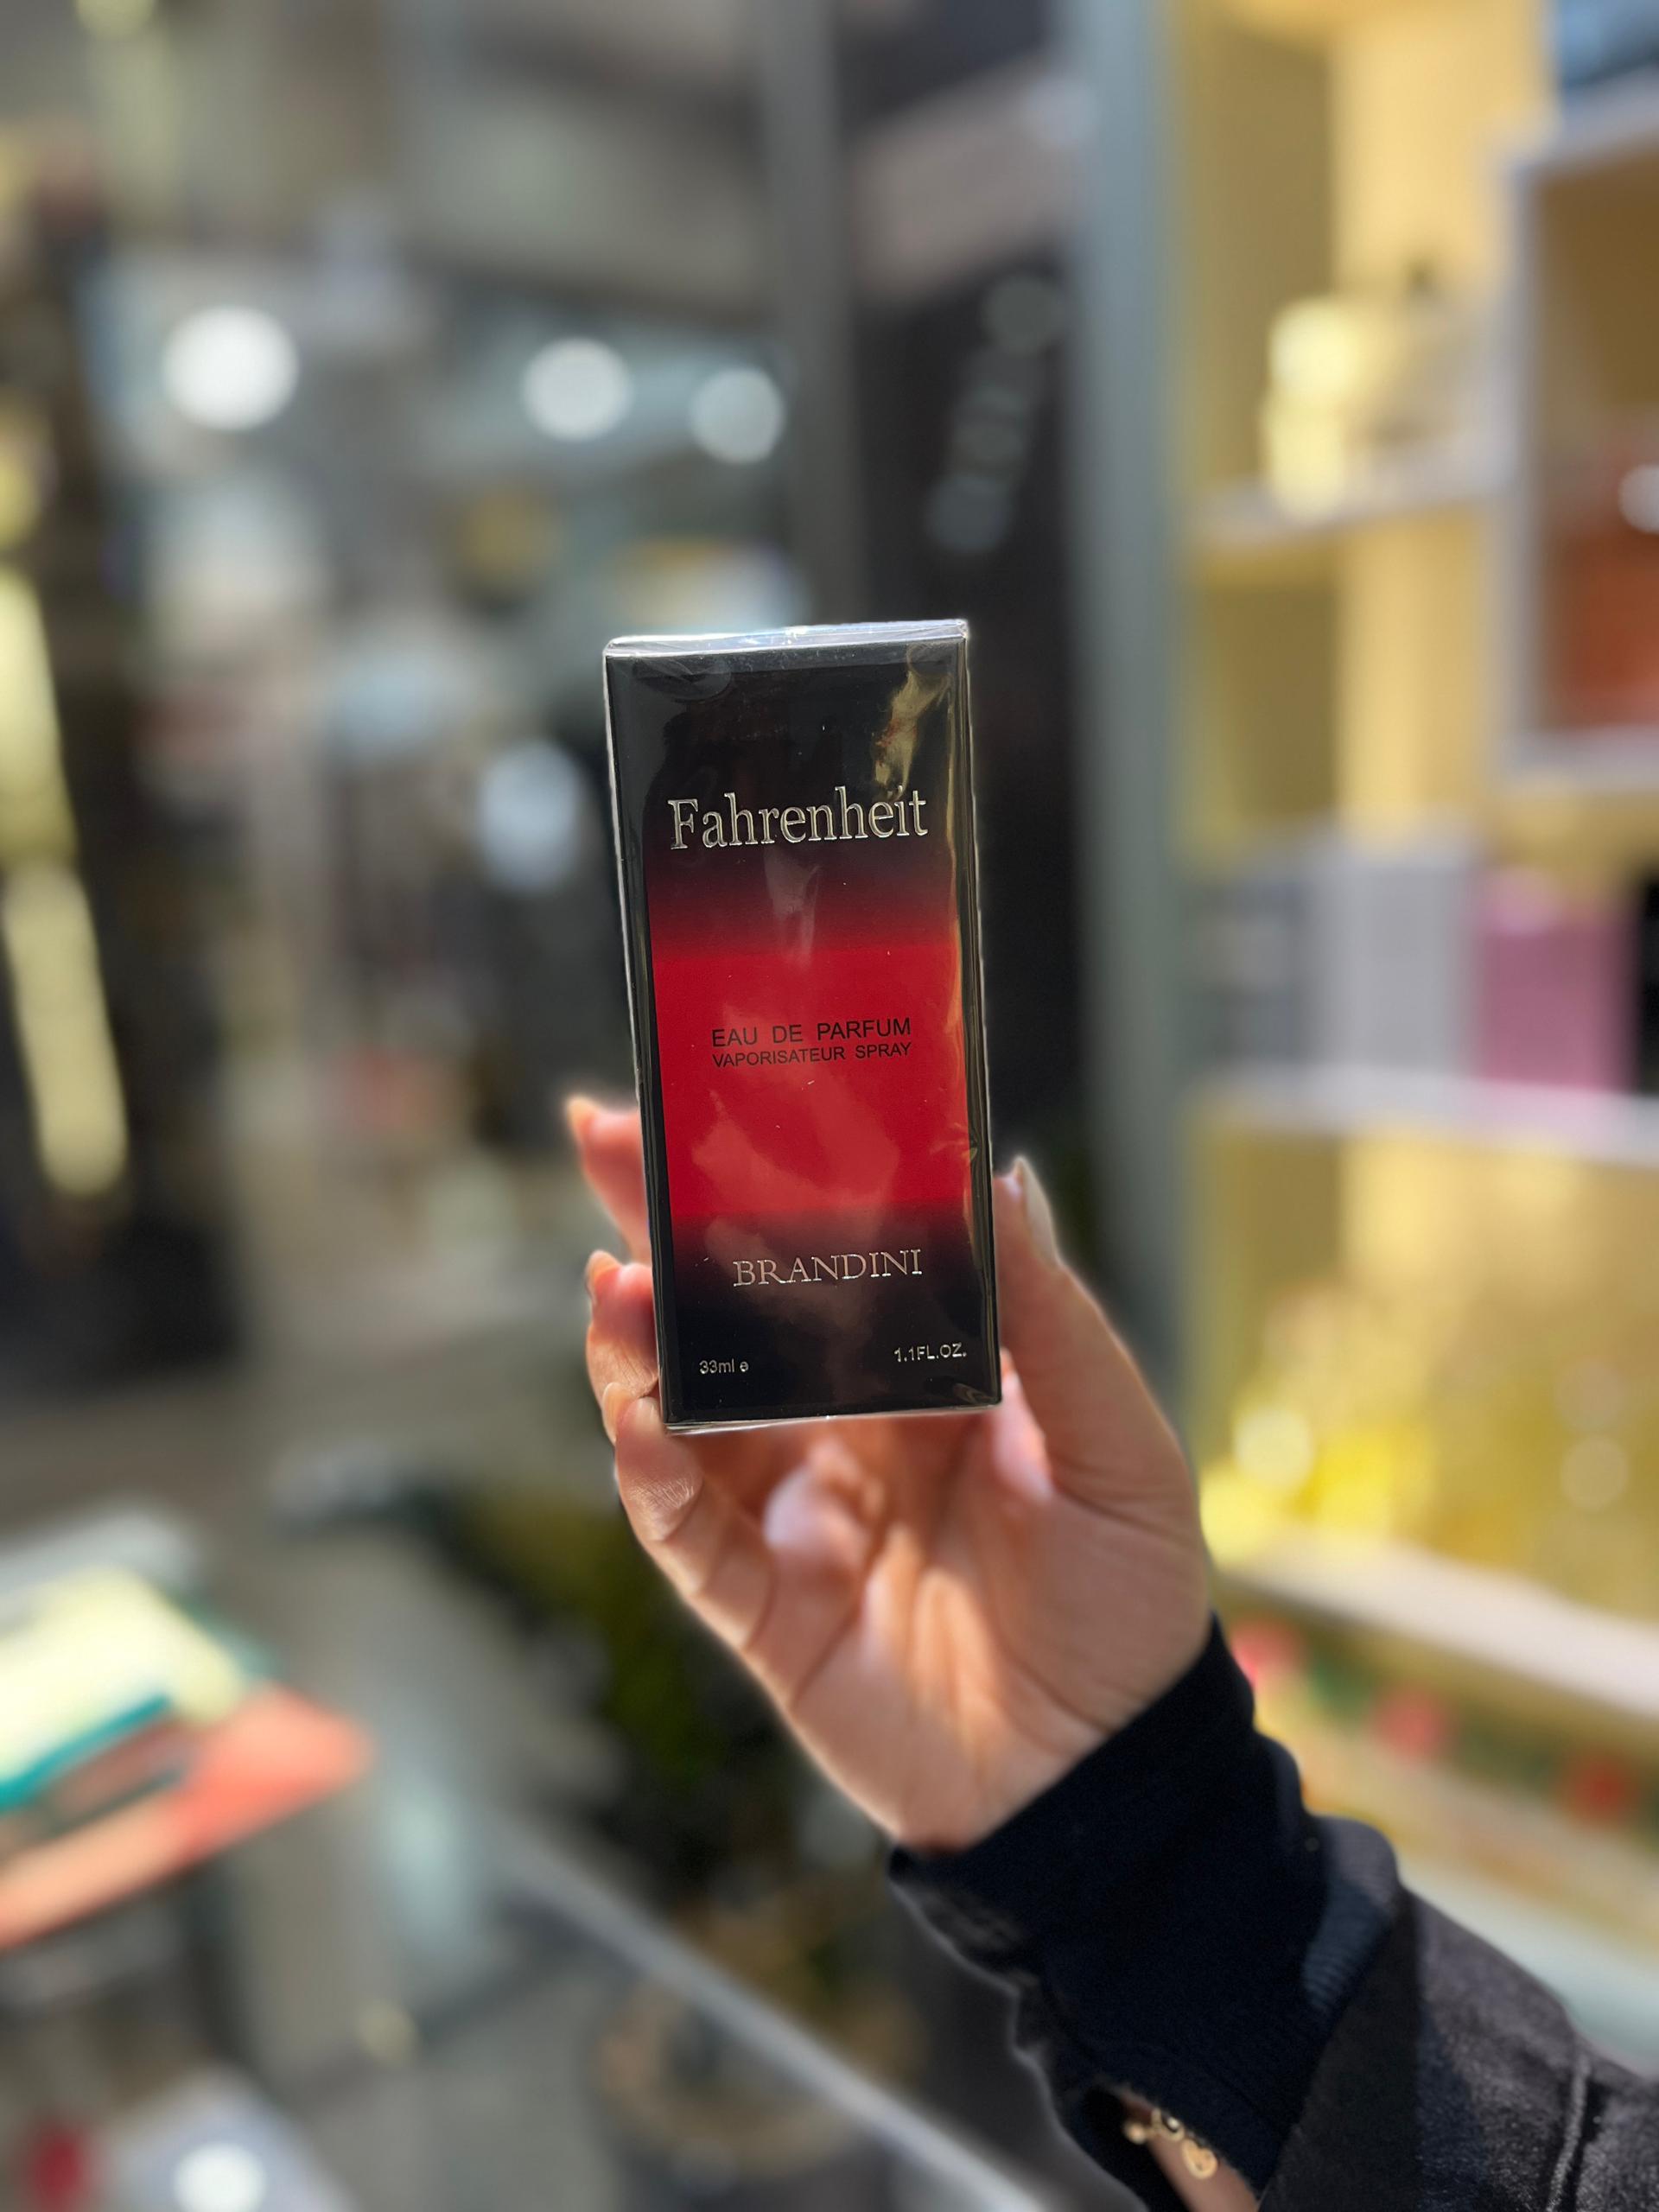 Fahrenheit
EAU DE PARFUM
VAPORISATEUR SPRAY
BRANDINI
33ml e 1.1FL.OZ.